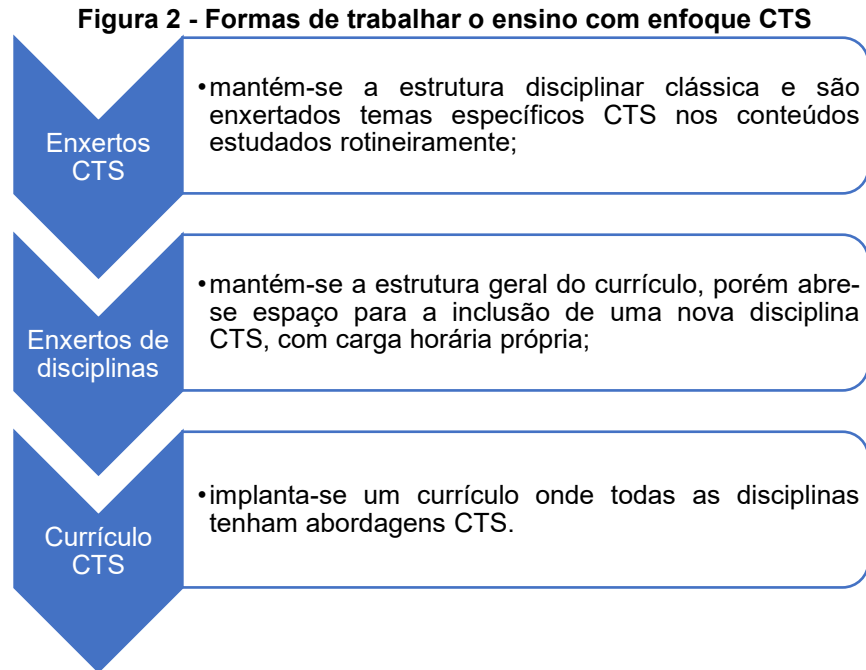 Figura 2 - Formas de trabalhar o ensino com enfoque CTS
Enxertos
CTS
•mantém-se a estrutura disciplinar clássica e são
enxertados temas específicos CTS nos conteúdos
estudados rotineiramente;
Enxertos de
disciplinas
•mantém-se a estrutura geral do currículo, porém abre-
se espaço para a inclusão de uma nova disciplina
CTS, com carga horária própria;
Currículo
CTS
•implanta-se um currículo onde todas as disciplinas
tenham abordagens CTS.